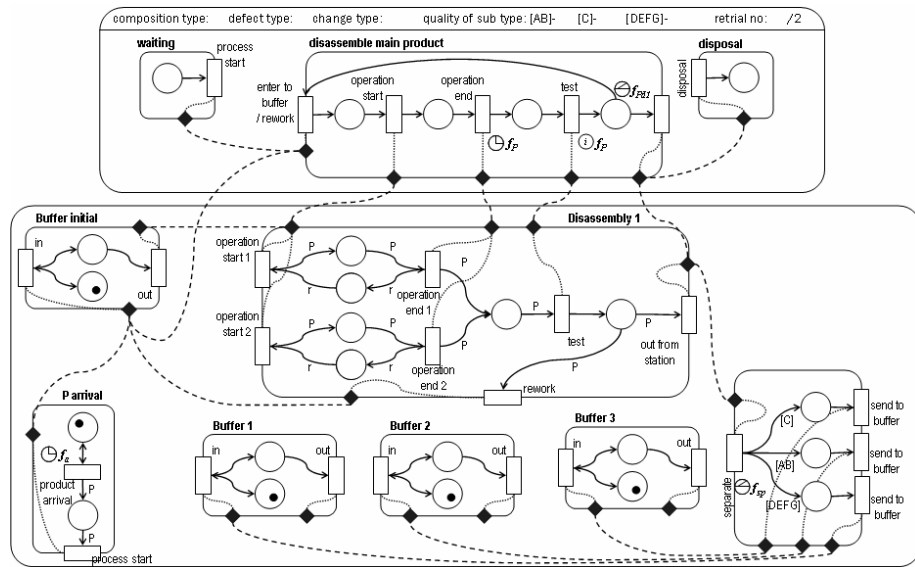 composition type: defect type: change type: quality of sub type: [AB]- [C]- [DEFG]- retrial no: /2
waiting
process
start
disassemble main product
enter to
buffer
/ rework
operation
start
operation
end
test
f_P
i f_P
f_Pd1
disposal
disposal
Buffer initial
in
out
Disassembly 1
operation
start 1
P
P
r
r
operation
end 1
P
operation
start 2
P
P
r
r
operation
end 2
P
P
test
P
out from
station
P
rework
P arrival
f_a
product
arrival
P
P
process start
Buffer 1
in
out
Buffer 2
in
out
Buffer 3
in
out
separate
f_sp
[C]
[AB]
[DEFG]
send to
buffer
send to
buffer
send to
buffer